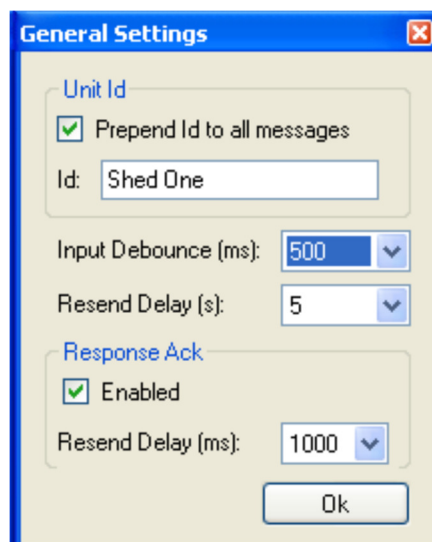 General Settings
Unit Id
Prepend Id to all messages
Id: Shed One
Input Debounce (ms): 500
Resend Delay (s): 5
Response Ack
Enabled
Resend Delay (ms): 1000
Ok